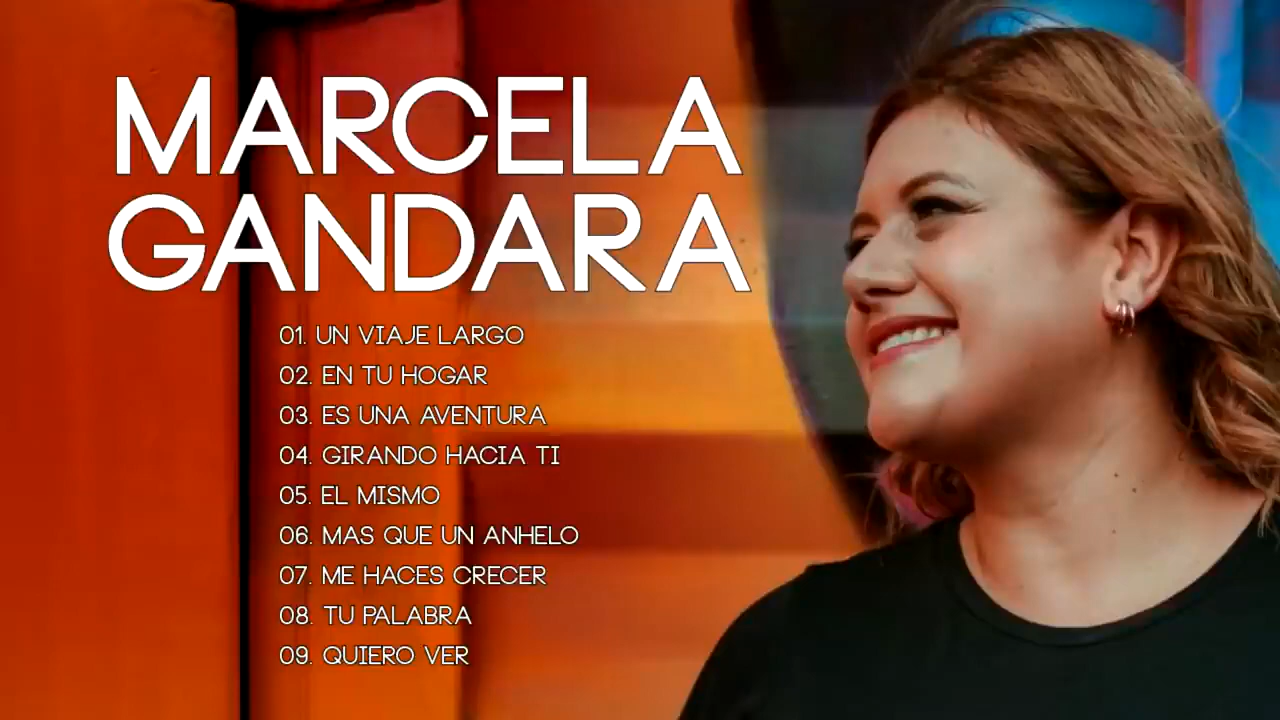 MARCELA
GANDARA
01. UN VIAJE LARGO
02. EN TU HOGAR
03. ES UNA AVENTURA
04. GIRANDO HACIA TI
05. EL MISMO
06. MAS QUE UN ANHELO
07. ME HACES CRECER
08. TU PALABRA
09. QUIERO VER